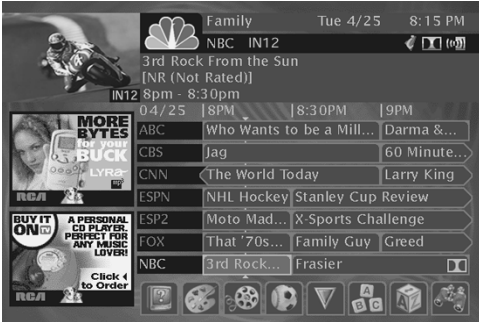 Family Tue 4/25 8:15 PM
NBC IN12
3rd Rock From the Sun
[NR (Not Rated)]
IN12 8pm - 8:30pm
04/25 8PM 8:30PM 9PM
ABC Who Wants to be a Mill... Darma &...
CBS Jag 60 Minute...
CNN The World Today Larry King
ESPN NHL Hockey Stanley Cup Review
ESP2 Moto Mad... X-Sports Challenge
FOX That '70s... Family Guy Greed
NBC 3rd Rock... Frasier
MORE
BYTES
for your
BUCK
LYRA
mp3
RCA
BUY IT
ON TV
A PERSONAL
CD PLAYER.
PERFECT FOR
ANY MUSIC
LOVER!
Click
to Order
RCA
?
A
B
C
A
Z